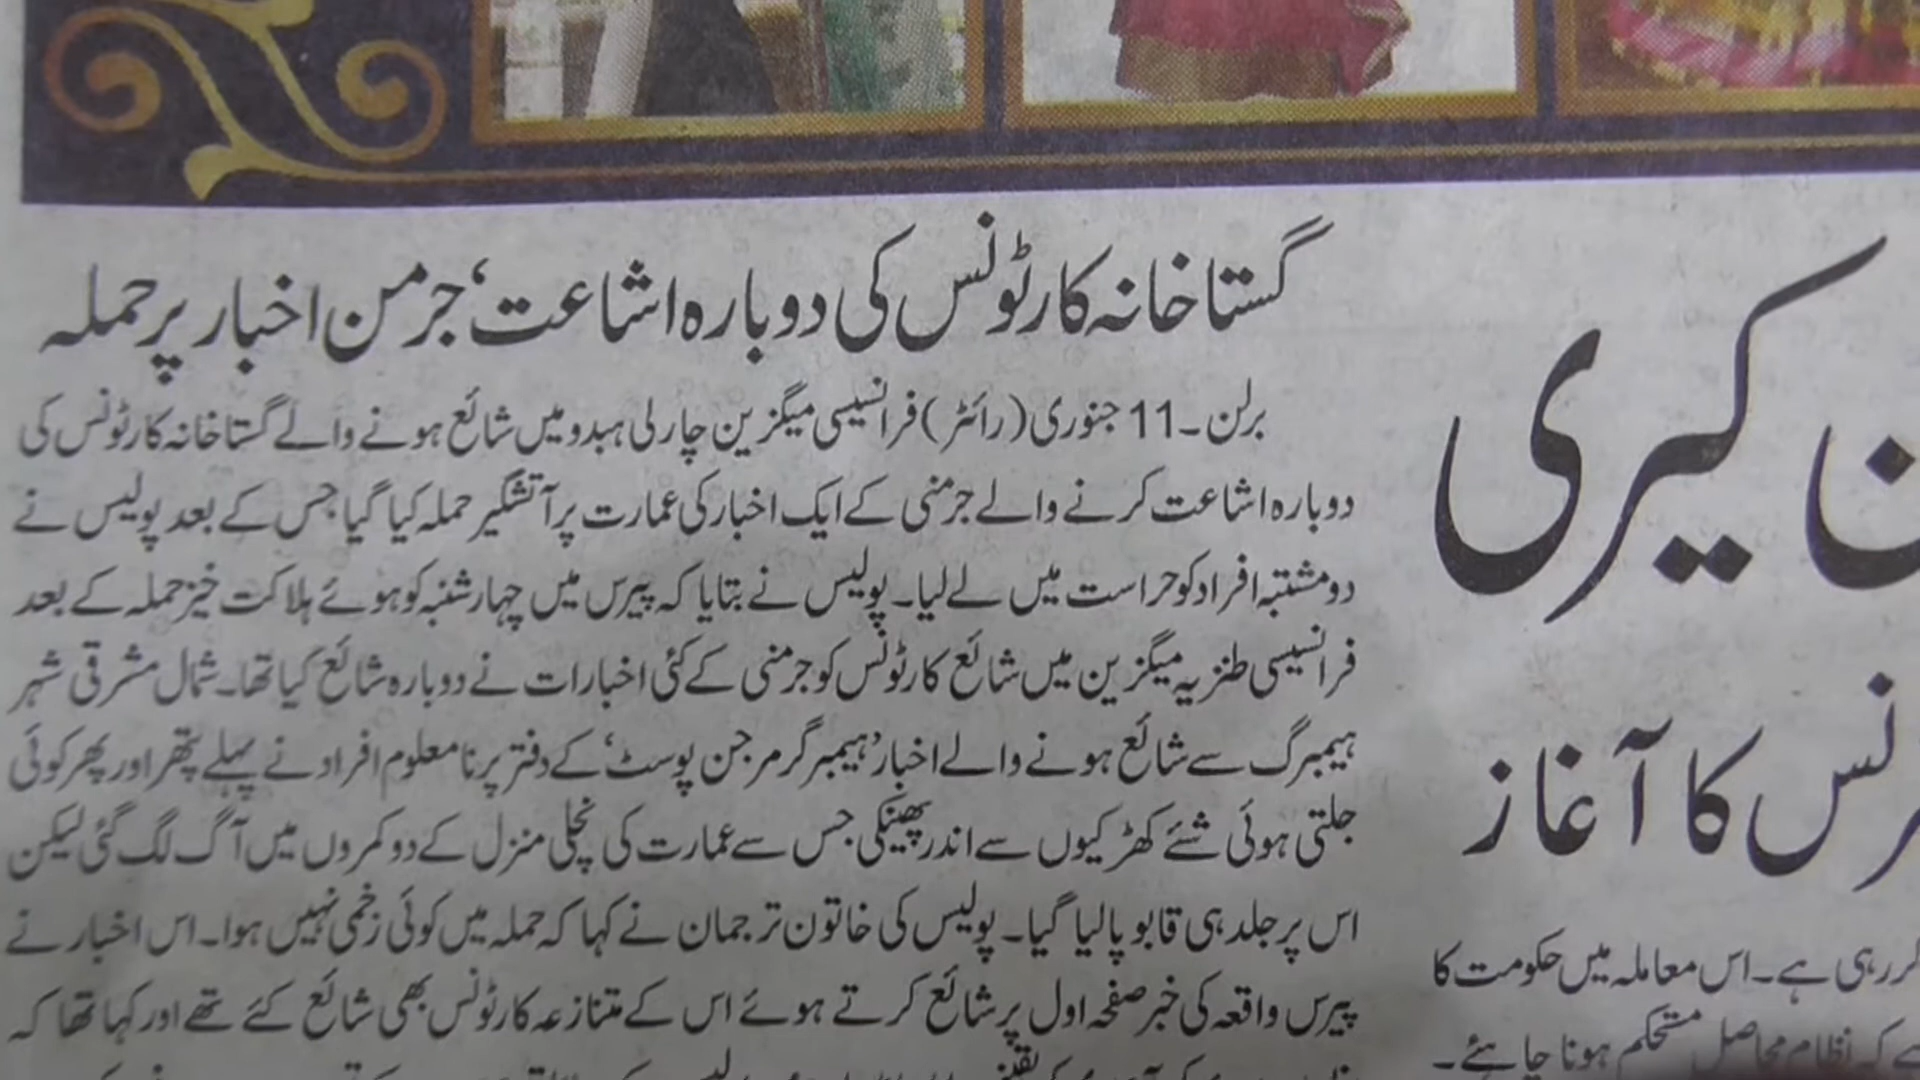 گستاخانہ کارٹونس کی دوبارہ اشاعت‘ جرمن اخبار پر حملہ
برلن۔11 جنوری (رائٹر) فرانسیسی میگزین چارلی ہبدو میں شائع ہونے والے گستاخانہ کارٹونس کی
دوبارہ اشاعت کرنے والے جرمنی کے ایک اخبار کی عمارت پر آتشگیر حملہ کیا گیا جس کے بعد پولیس نے
دو مشتبہ افراد کو حراست میں لے لیا۔ پولیس نے بتایا کہ پیرس میں چہارشنبہ کو ہوئے ہلاکت خیز حملہ کے بعد
فرانسیسی طنزیہ میگزین میں شائع کارٹونس کو جرمنی کے کئی اخبارات نے دوبارہ شائع کیا تھا۔ شمال مشرقی شہر
ہیمبرگ سے شائع ہونے والے اخبار ’ہیمبرگر مرجن پوسٹ‘ کے دفتر پر نا معلوم افراد نے پہلے پتھر اور پھر کوئی
جلتی ہوئی شئے کھڑکیوں سے اندر پھینکی جس سے عمارت کی نچلی منزل کے دو کمروں میں آگ لگ گئی لیکن
اس پر جلد ہی قابو پالیا گیا۔ پولیس کی خاتون ترجمان نے کہا کہ حملہ میں کوئی زخمی نہیں ہوا۔ اس اخبار نے
پیرس واقعہ کی خبر صفحہ اول پر شائع کرتے ہوئے اس کے متنازعہ کارٹونس بھی شائع کئے تھے اور کہا تھا کہ
ن کیری
کا آغاز
کر رہی ہے۔ اس معاملہ میں حکومت کا
ہے کہ نظام محاصل مستحکم ہونا چاہئے۔